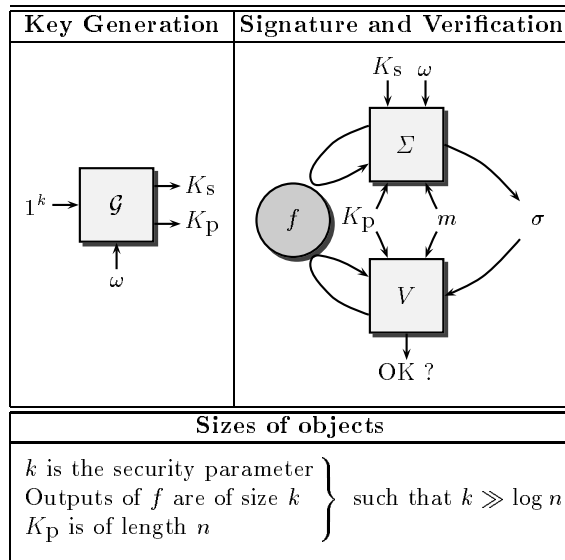 Key Generation
Signature and Verification
1^k
𝒢
K_s
K_p
ω
K_s ω
Σ
f
K_p m
σ
V
OK ?
Sizes of objects
k is the security parameter
Outputs of f are of size k
K_p is of length n
such that k ≫ log n